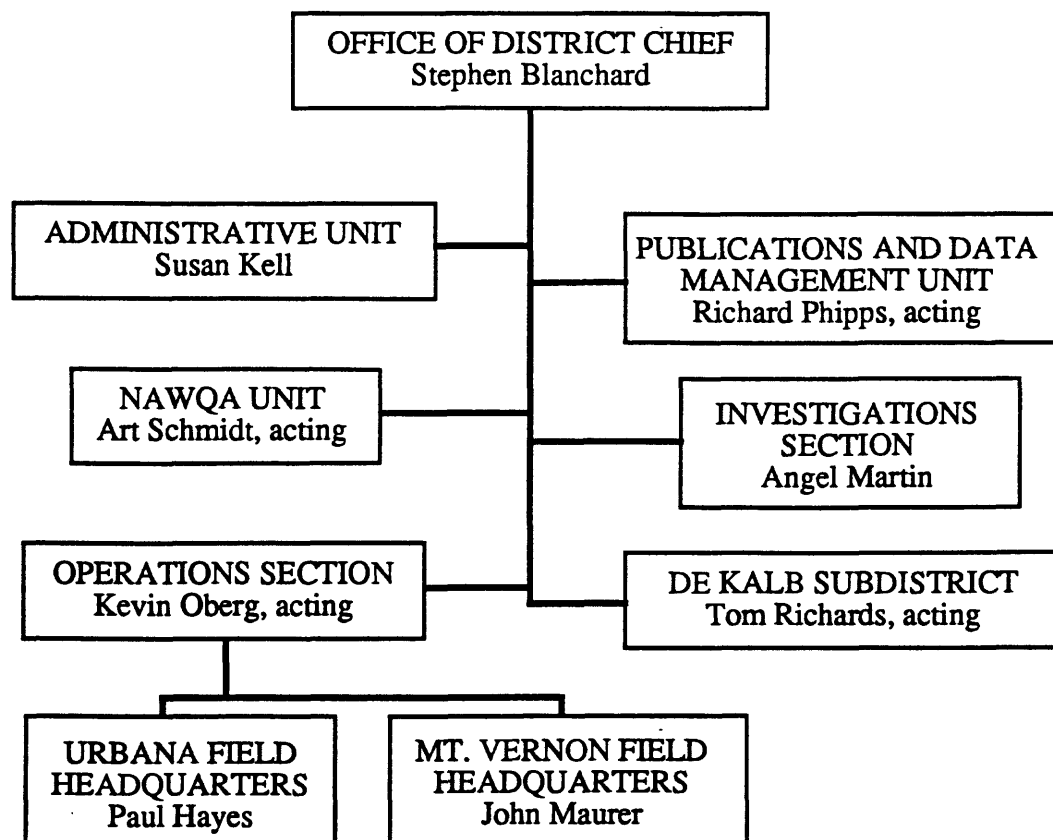 OFFICE OF DISTRICT CHIEF
Stephen Blanchard
ADMINISTRATIVE UNIT
Susan Kell
PUBLICATIONS AND DATA
MANAGEMENT UNIT
Richard Phipps, acting
NAWQA UNIT
Art Schmidt, acting
INVESTIGATIONS
SECTION
Angel Martin
OPERATIONS SECTION
Kevin Oberg, acting
DE KALB SUBDISTRICT
Tom Richards, acting
URBANA FIELD
HEADQUARTERS
Paul Hayes
MT. VERNON FIELD
HEADQUARTERS
John Maurer